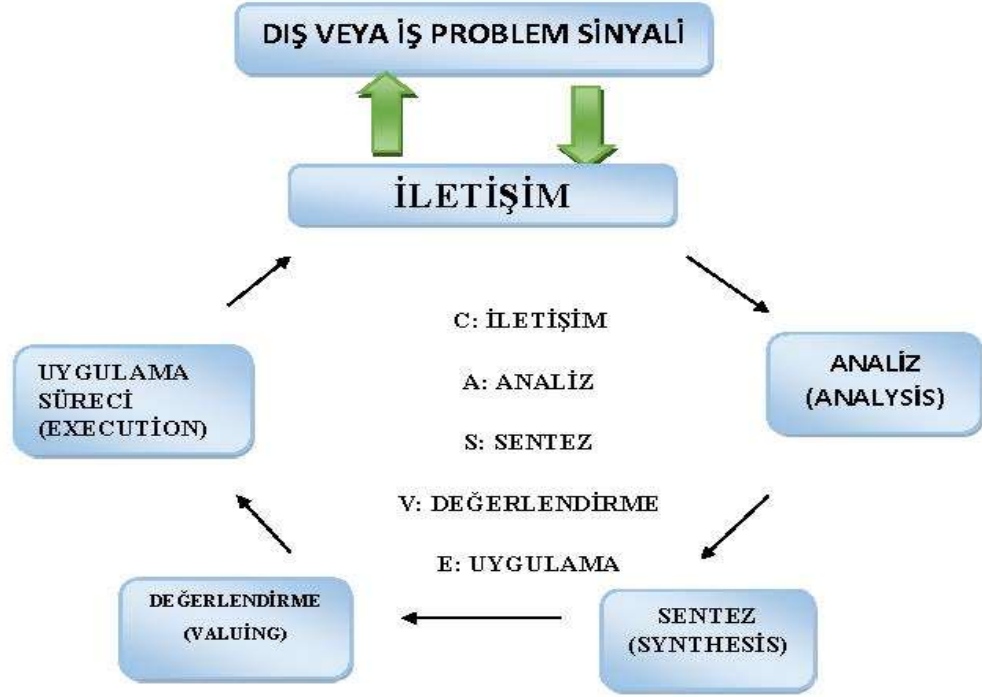 DIŞ VEYA İŞ PROBLEM SİNYALİ
İLETİŞİM
C: İLETİŞİM
A: ANALİZ
S: SENTEZ
V: DEĞERLENDİRME
E: UYGULAMA
ANALİZ
(ANALYSİS)
SENTEZ
(SYNTHESİS)
DEĞERLENDİRME
(VALUİNG)
UYGULAMA
SÜRECİ
(EXECUTİON)